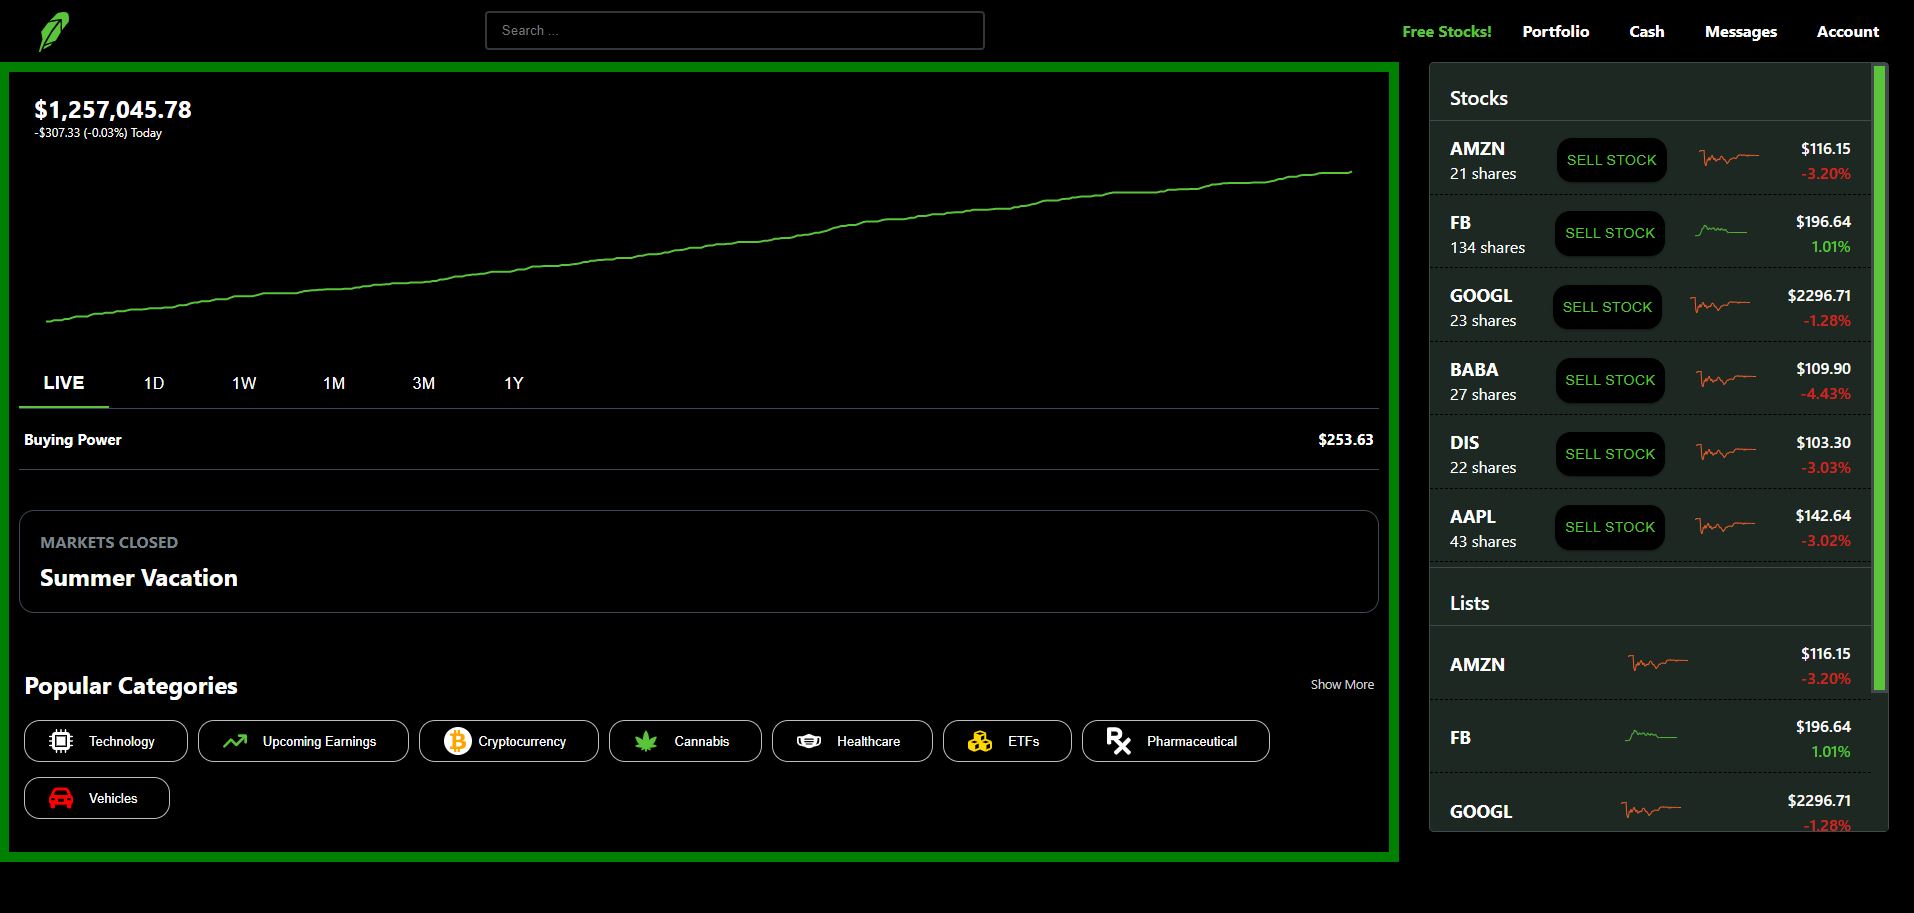 Search ...
Free Stocks! Portfolio Cash Messages Account
$1,257,045.78
-$307.33 (-0.03%) Today
LIVE 1D 1W 1M 3M 1Y
Buying Power $253.63
MARKETS CLOSED
Summer Vacation
Popular Categories Show More
Technology Upcoming Earnings Cryptocurrency Cannabis Healthcare ETFs Pharmaceutical
Vehicles
Stocks
AMZN SELL STOCK $116.15
21 shares -3.20%
FB SELL STOCK $196.64
134 shares 1.01%
GOOGL SELL STOCK $2296.71
23 shares -1.28%
BABA SELL STOCK $109.90
27 shares -4.43%
DIS SELL STOCK $103.30
22 shares -3.03%
AAPL SELL STOCK $142.64
43 shares -3.02%
Lists
AMZN $116.15
-3.20%
FB $196.64
1.01%
GOOGL $2296.71
-1.28%